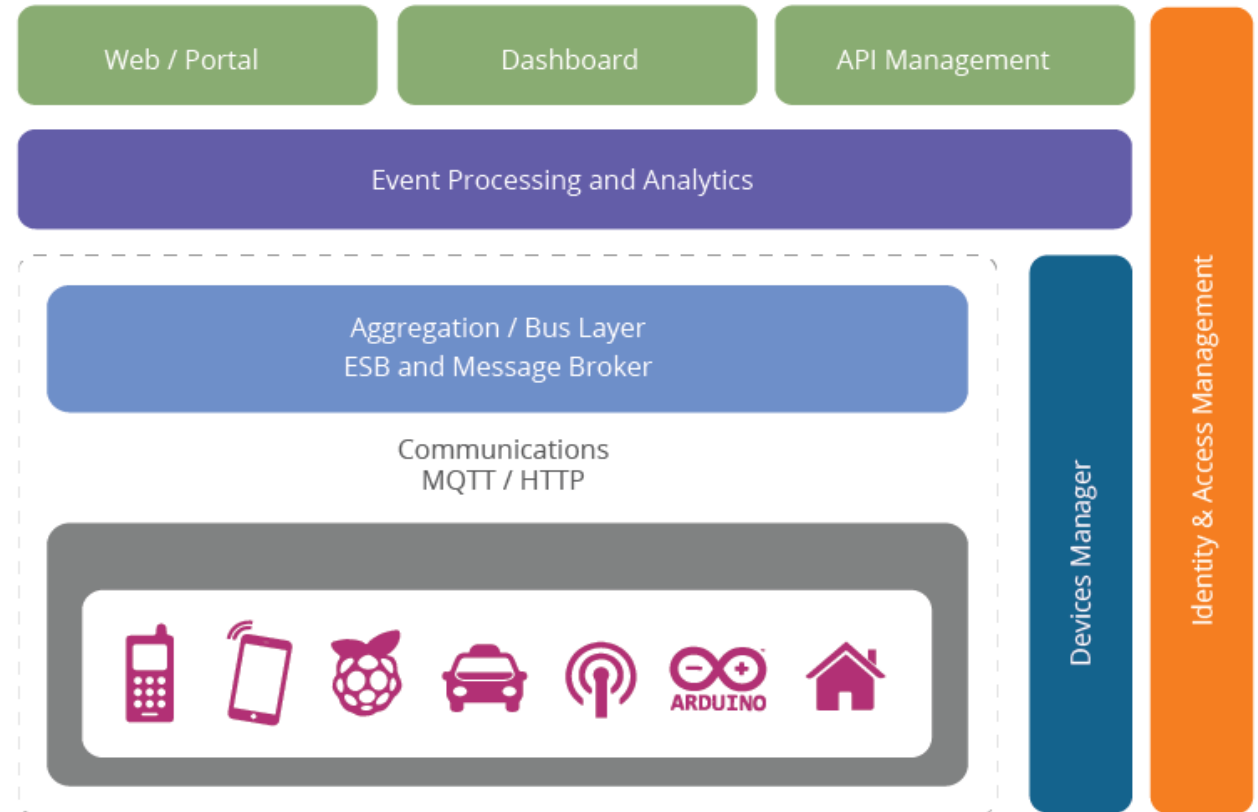 Web / Portal
Dashboard
API Management
Event Processing and Analytics
Aggregation / Bus Layer
ESB and Message Broker
Communications
MQTT / HTTP
ARDUINO
Devices Manager
Identity & Access Management